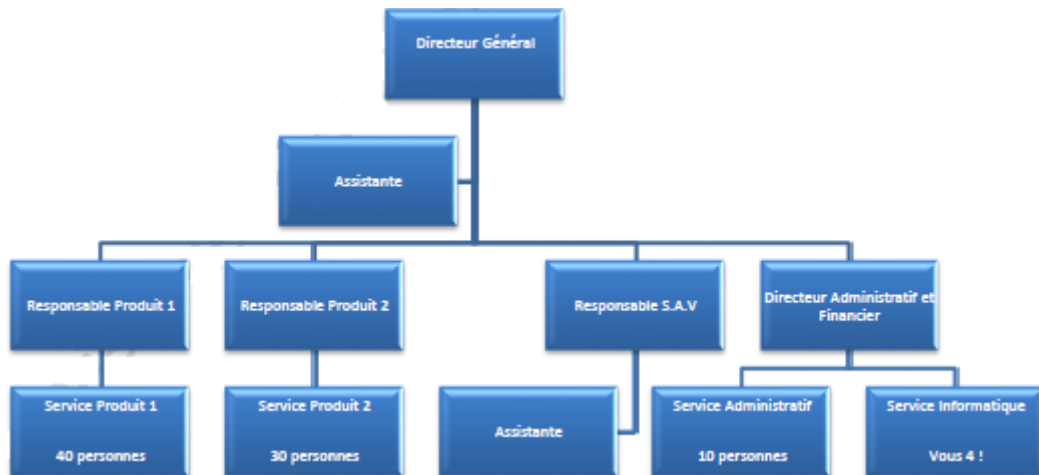 Directeur Général
Assistante
Responsable Produit 1
Responsable Produit 2
Responsable S.A.V
Directeur Administratif et
Financier
Service Produit 1
40 personnes
Service Produit 2
30 personnes
Assistante
Service Administratif
10 personnes
Service Informatique
Vous 4 !